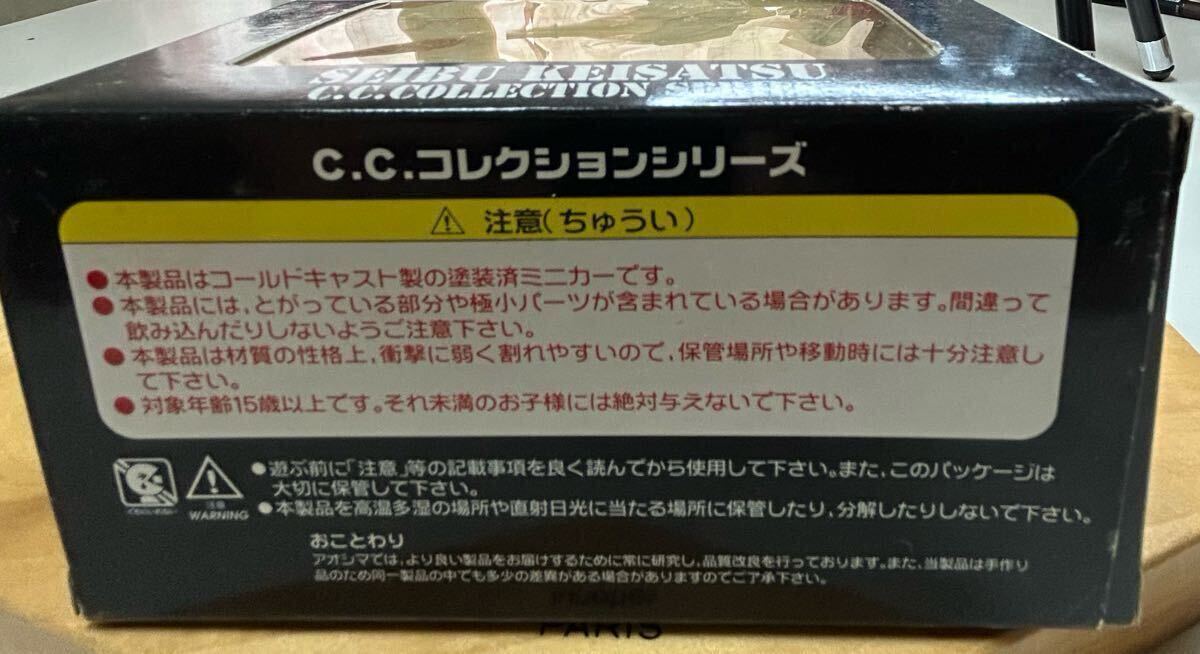 SEIBU KEISATSU
C.C.COLLECTION SERIES
C.C.コレクションシリーズ
注意(ちゅうい)
●本製品はコールドキャスト製の塗装済ミニカーです。
●本製品には,とがっている部分や極小パーツが含まれている場合があります。間違って
飲み込んだりしないようご注意下さい。
●本製品は材質の性格上,衝撃に弱く割れやすいので,保管場所や移動時には十分注意し
て下さい。
●対象年齢15歳以上です。それ未満のお子様には絶対与えないで下さい。
●遊ぶ前に「注意」等の記載事項を良く読んでから使用して下さい。また,このパッケージは
大切に保管して下さい。
注意
WARNING
●本製品を高温多湿の場所や直射日光に当たる場所に保管したり,分解したりしないで下さい。
おことわり
アオシマでは,より良い製品をお届けするために常に研究し,品質改良を行っております。また,当製品は手作り
品のため同一製品の中でも多少の差異がある場合がありますのでご了承下さい。
PARIS